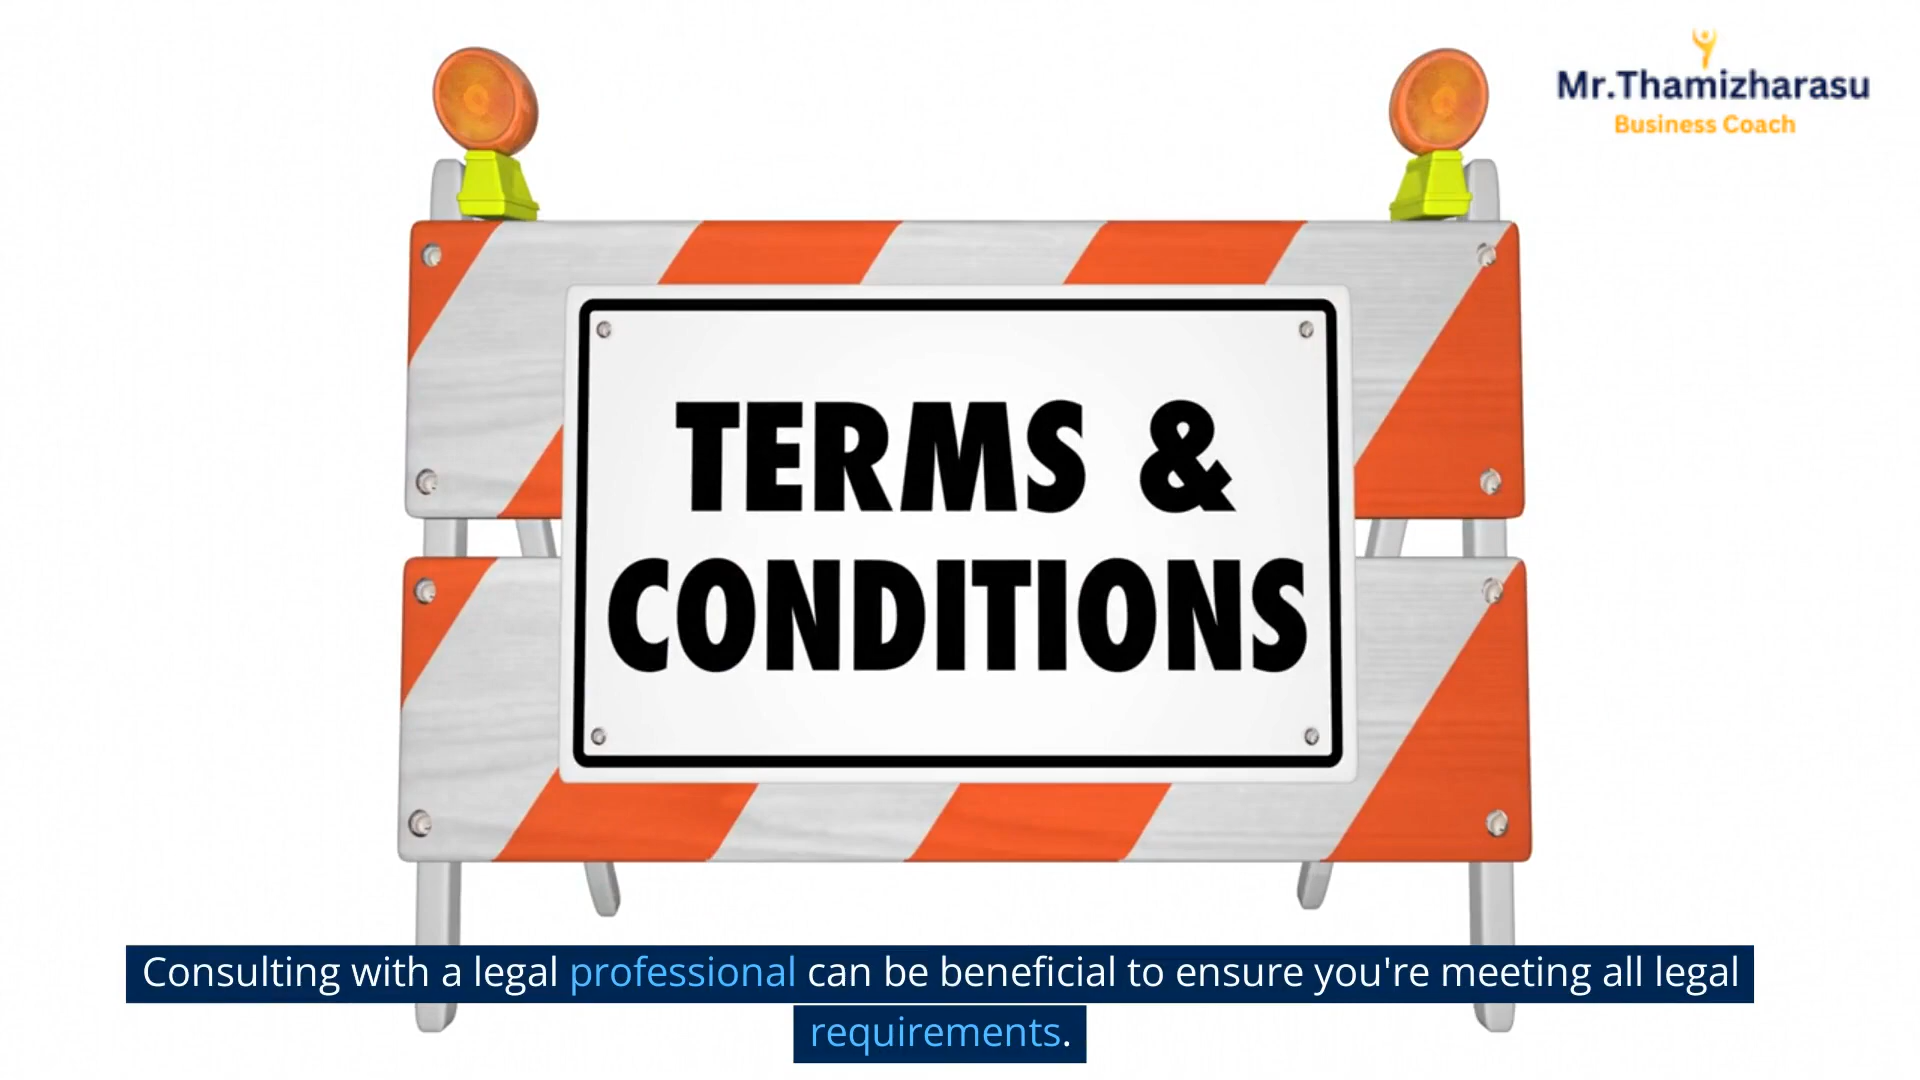 Mr.Thamizharasu
Business Coach
TERMS &
CONDITIONS
Consulting with a legal professional can be beneficial to ensure you're meeting all legal
requirements.